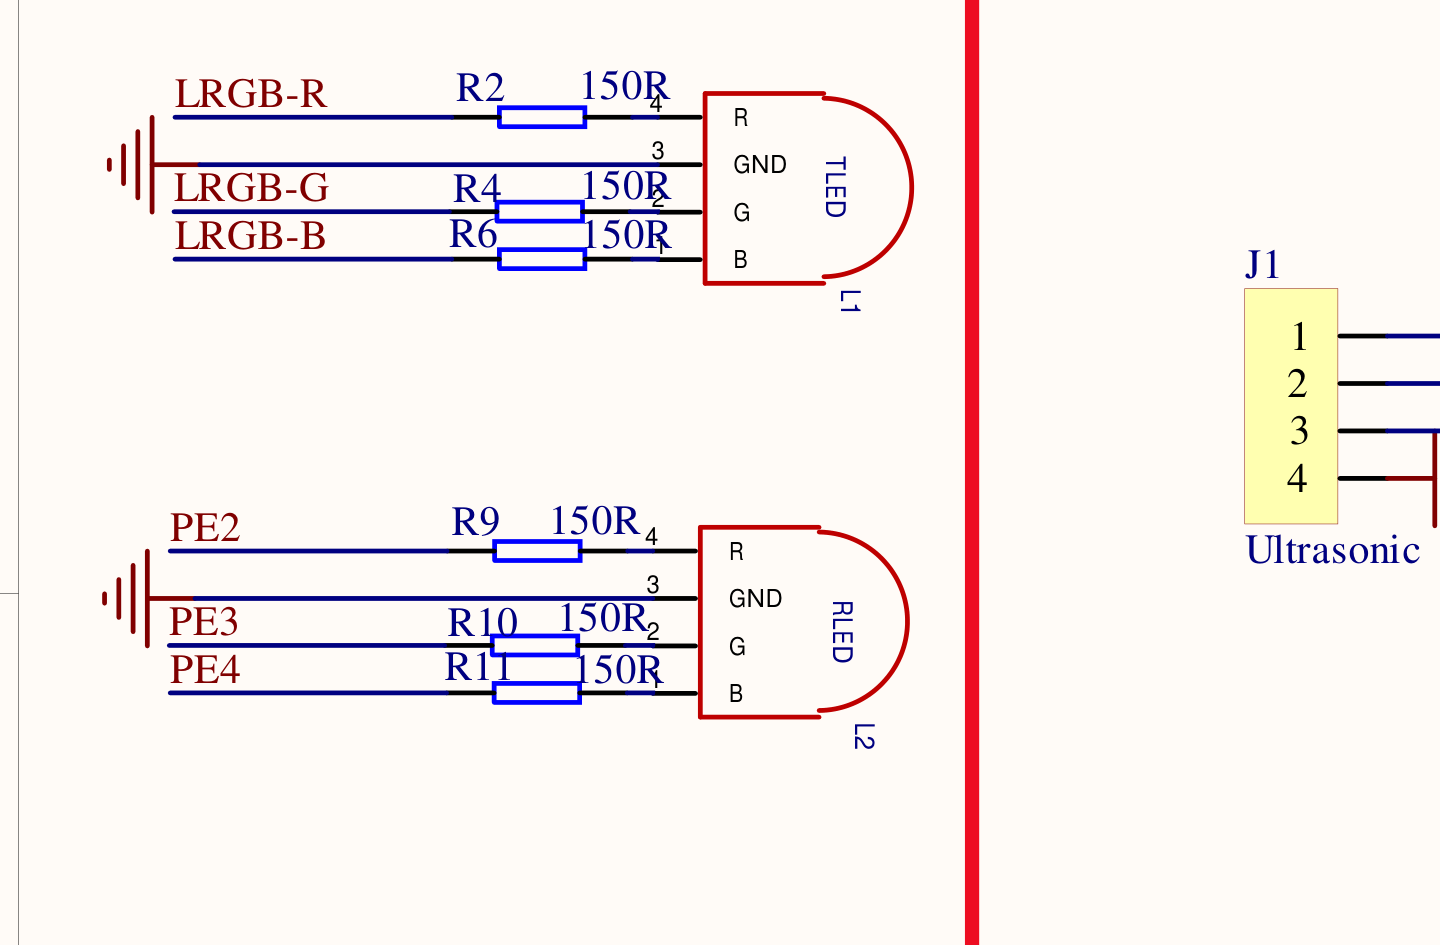 LRGB-R R2 150R 4 R
3 GND
LRGB-G R4 150R 2 G
LRGB-B R6 150R 1 B
TLED
L1
J1
1
2
3
4
Ultrasonic
PE2 R9 150R 4 R
3 GND
PE3 R10 150R 2 G
PE4 R11 150R 1 B
RLED
L2